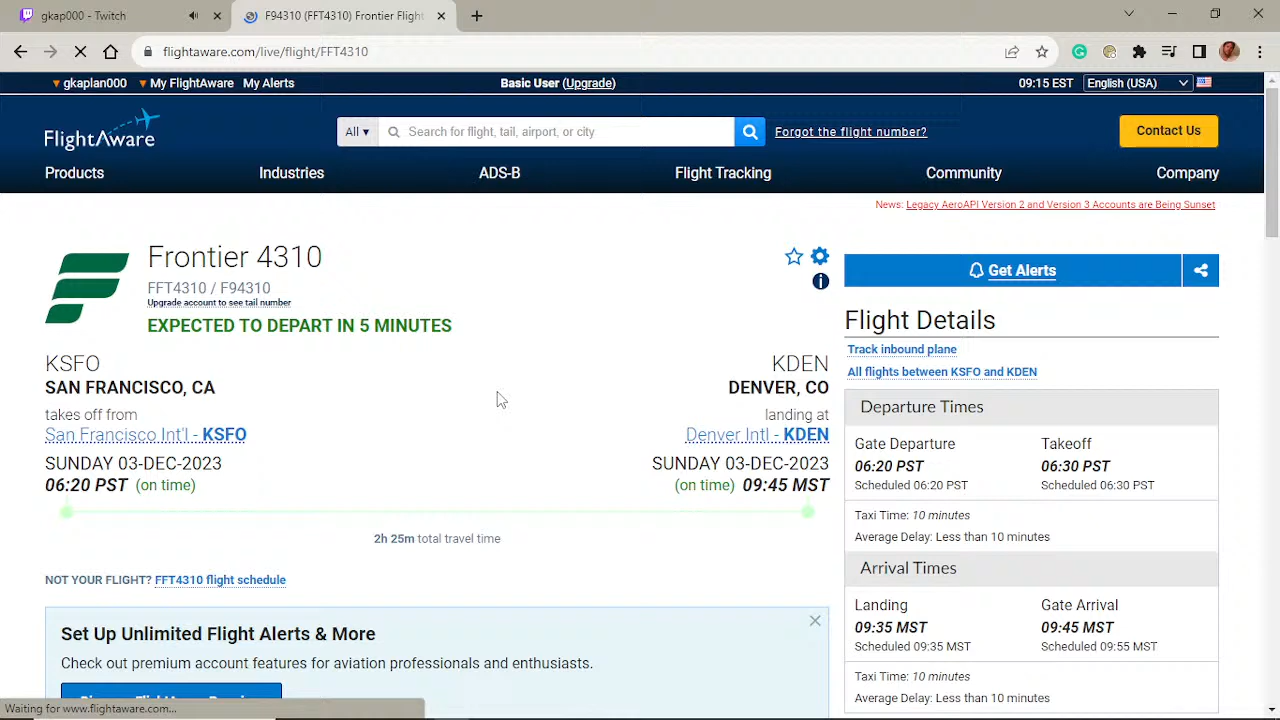 gkap000 - Twitch
F94310 (FFT4310) Frontier Flight
flightaware.com/live/flight/FFT4310
gkaplan000 My FlightAware My Alerts
Basic User (Upgrade)
09:15 EST
English (USA)
FlightAware
All ▾ Search for flight, tail, airport, or city
Forgot the flight number?
Contact Us
Products Industries ADS-B Flight Tracking Community Company
News: Legacy AeroAPI Version 2 and Version 3 Accounts are Being Sunset
Frontier 4310
FFT4310 / F94310
Upgrade account to see tail number
EXPECTED TO DEPART IN 5 MINUTES
KSFO
SAN FRANCISCO, CA
takes off from
San Francisco Int'l - KSFO
SUNDAY 03-DEC-2023
06:20 PST (on time)
KDEN
DENVER, CO
landing at
Denver Intl - KDEN
SUNDAY 03-DEC-2023
(on time) 09:45 MST
2h 25m total travel time
NOT YOUR FLIGHT? FFT4310 flight schedule
Set Up Unlimited Flight Alerts & More
Check out premium account features for aviation professionals and enthusiasts.
Get Alerts
Flight Details
Track inbound plane
All flights between KSFO and KDEN
Departure Times
Gate Departure Takeoff
06:20 PST 06:30 PST
Scheduled 06:20 PST Scheduled 06:30 PST
Taxi Time: 10 minutes
Average Delay: Less than 10 minutes
Arrival Times
Landing Gate Arrival
09:35 MST 09:45 MST
Scheduled 09:35 MST Scheduled 09:55 MST
Taxi Time: 10 minutes
Average Delay: Less than 10 minutes
Waiting for www.flightaware.com...